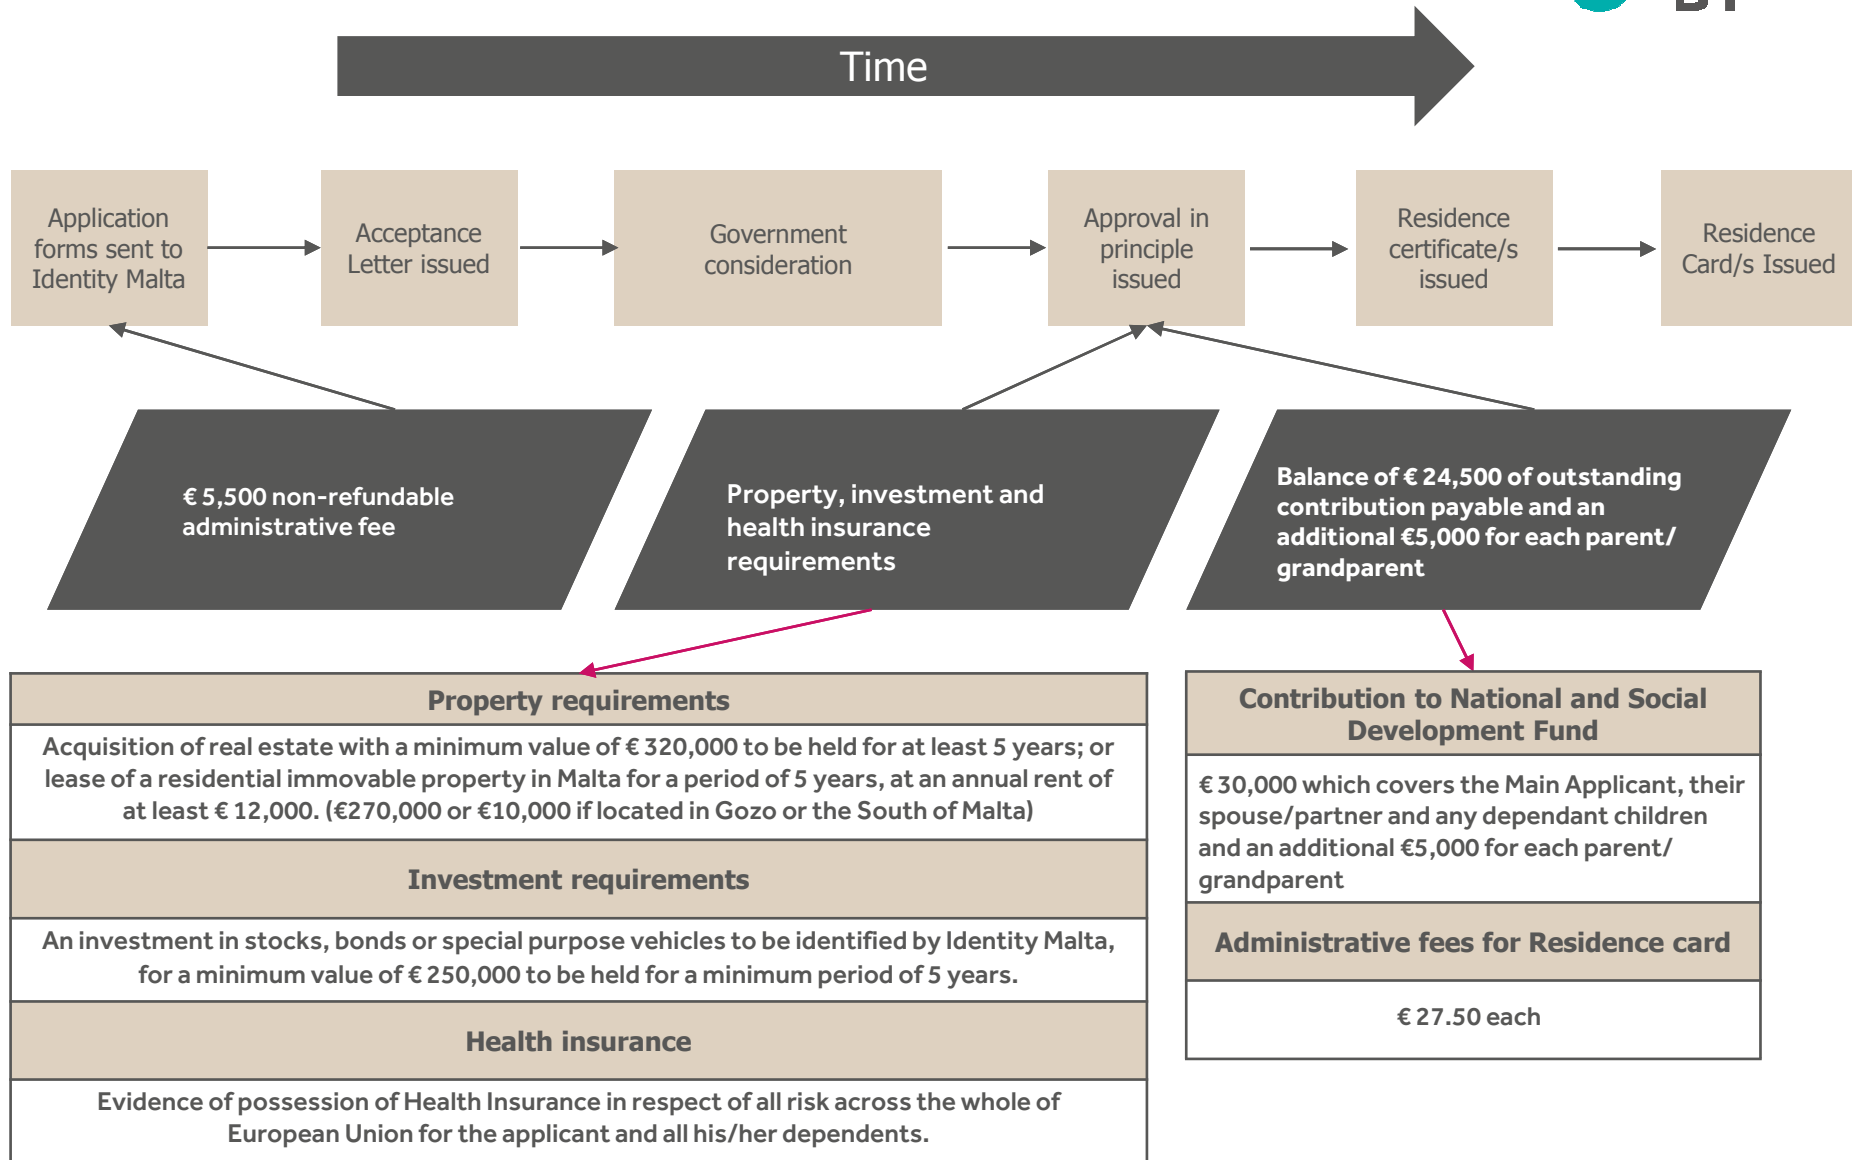 Time
Application
forms sent to
Identity Malta
Acceptance
Letter issued
Government
consideration
Approval in
principle
issued
Residence
certificate/s
issued
Residence
Card/s Issued
€ 5,500 non-refundable
administrative fee
Property, investment and
health insurance
requirements
Balance of € 24,500 of outstanding
contribution payable and an
additional €5,000 for each parent/
grandparent
Property requirements
Acquisition of real estate with a minimum value of € 320,000 to be held for at least 5 years; or
lease of a residential immovable property in Malta for a period of 5 years, at an annual rent of
at least € 12,000. (€270,000 or €10,000 if located in Gozo or the South of Malta)
Investment requirements
An investment in stocks, bonds or special purpose vehicles to be identified by Identity Malta,
for a minimum value of € 250,000 to be held for a minimum period of 5 years.
Health insurance
Evidence of possession of Health Insurance in respect of all risk across the whole of
European Union for the applicant and all his/her dependents.
Contribution to National and Social
Development Fund
€ 30,000 which covers the Main Applicant, their
spouse/partner and any dependant children
and an additional €5,000 for each parent/
grandparent
Administrative fees for Residence card
€ 27.50 each